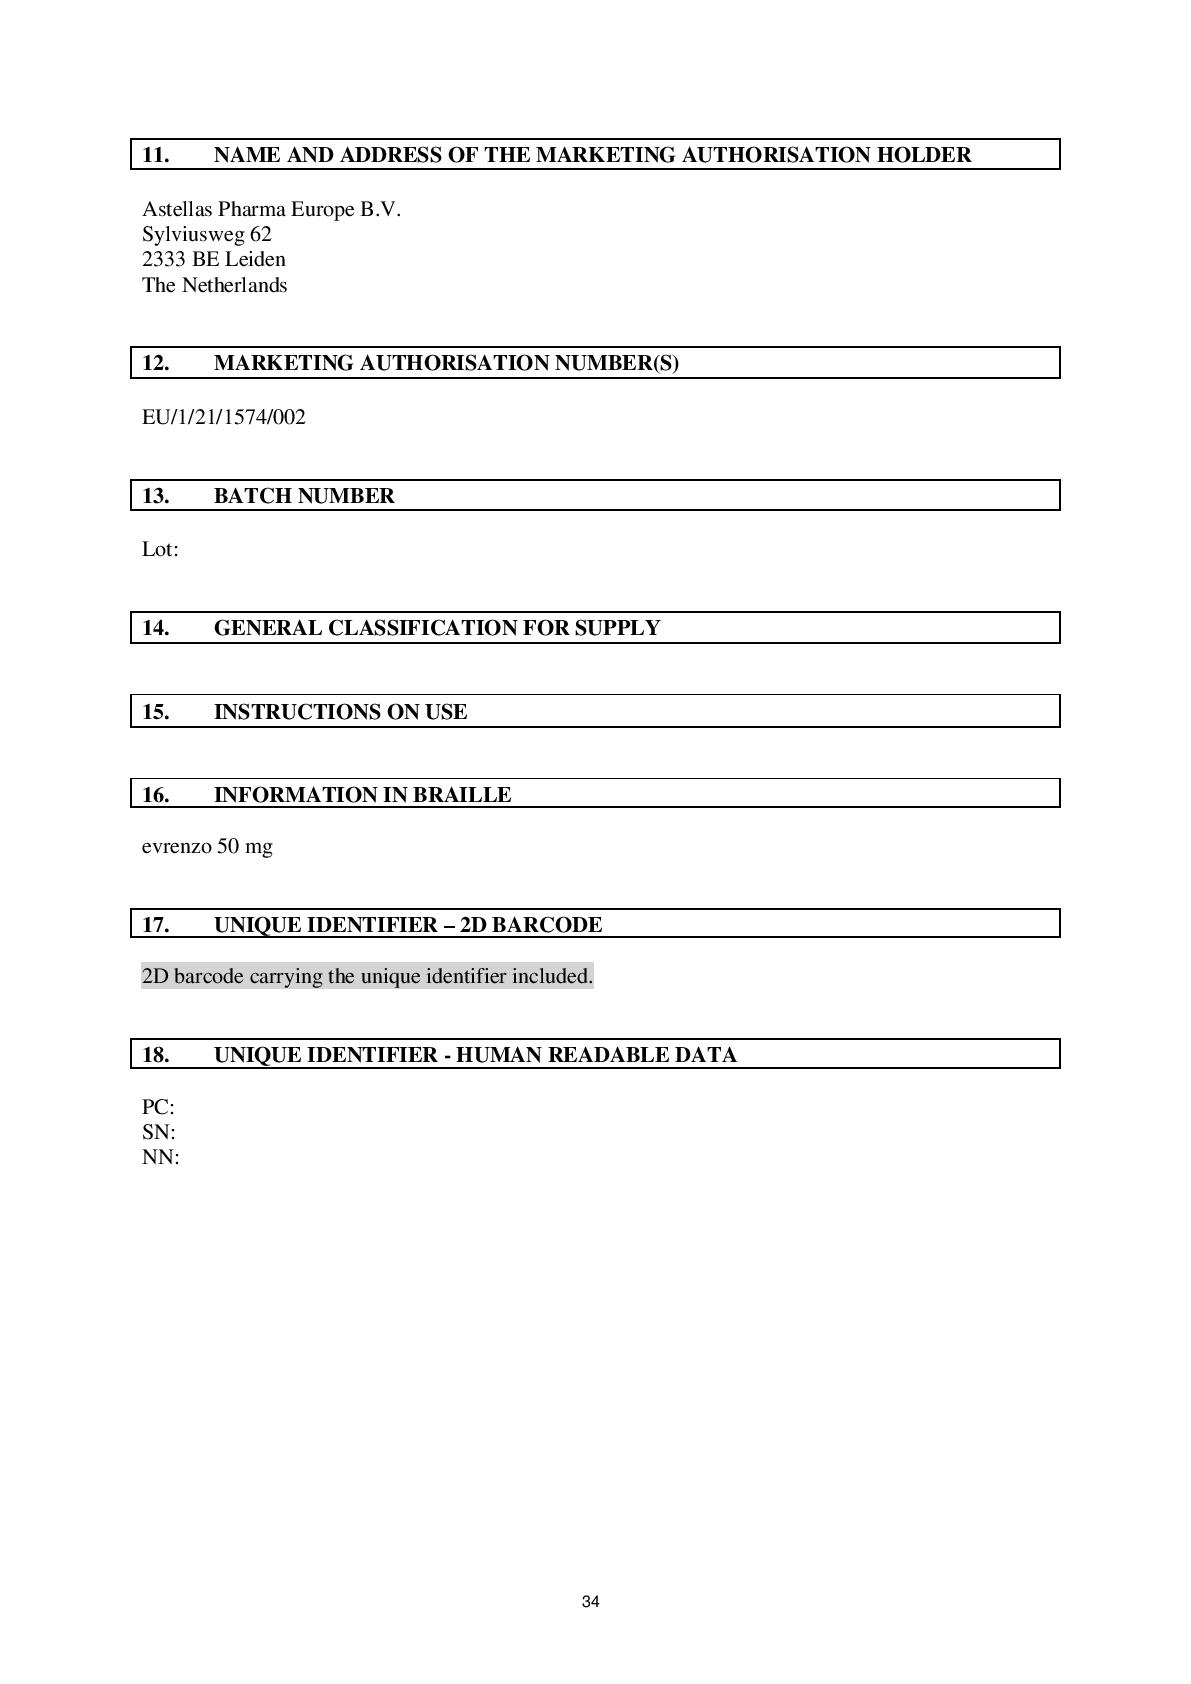 11. NAME AND ADDRESS OF THE MARKETING AUTHORISATION HOLDER
Astellas Pharma Europe B.V.
Sylviusweg 62
2333 BE Leiden
The Netherlands
12. MARKETING AUTHORISATION NUMBER(S)
EU/1/21/1574/002
13. BATCH NUMBER
Lot:
14. GENERAL CLASSIFICATION FOR SUPPLY
15. INSTRUCTIONS ON USE
16. INFORMATION IN BRAILLE
evrenzo 50 mg
17. UNIQUE IDENTIFIER – 2D BARCODE
2D barcode carrying the unique identifier included.
18. UNIQUE IDENTIFIER - HUMAN READABLE DATA
PC:
SN:
NN:
34